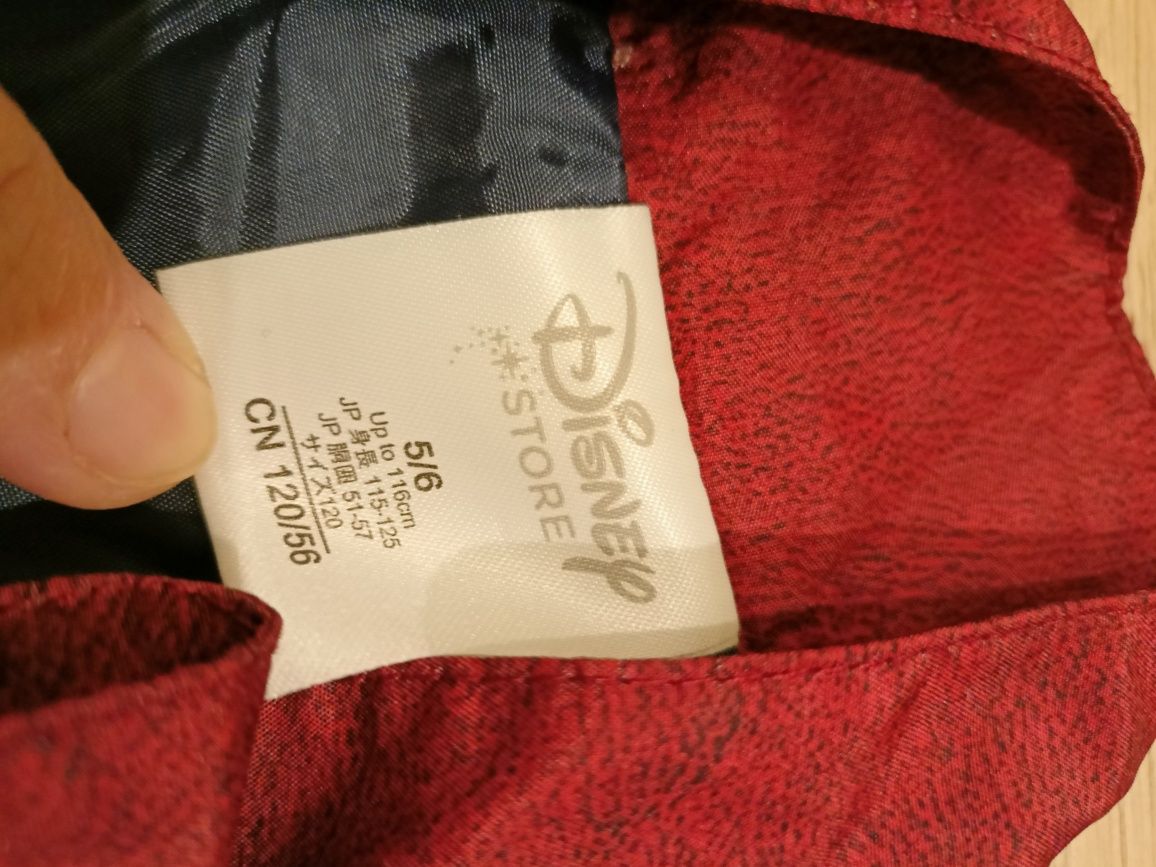 Disney
STORE
5/6
Up to 116cm
JP 身長 115-125
JP 胸囲 51-57
サイズ120
CN 120/56